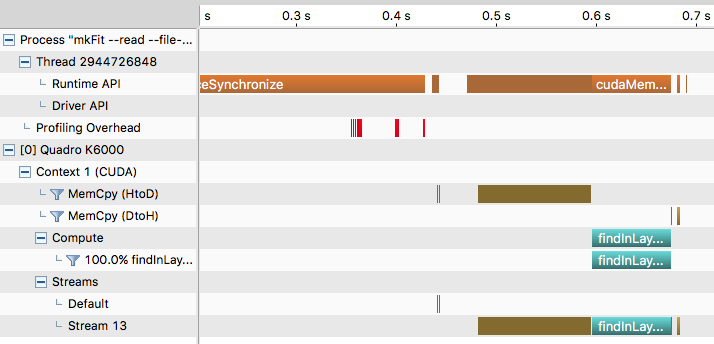 s 0.3 s 0.4 s 0.5 s 0.6 s 0.7 s
Process "mkFit --read --file-...
Thread 2944726848
Runtime API eSynchronize cudaMem...
Driver API
Profiling Overhead
[0] Quadro K6000
Context 1 (CUDA)
MemCpy (HtoD)
MemCpy (DtoH)
Compute findInLay...
100.0% findInLay... findInLay...
Streams
Default
Stream 13 findInLay...